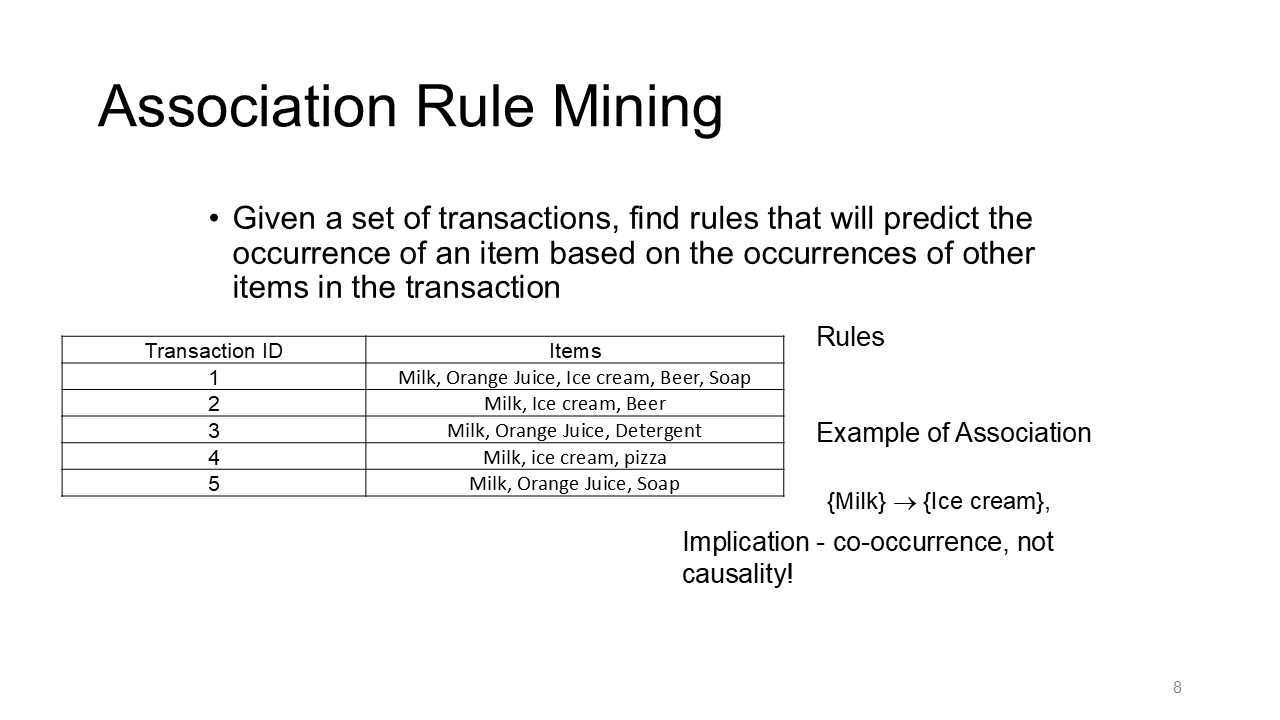 Association Rule Mining
• Given a set of transactions, find rules that will predict the
occurrence of an item based on the occurrences of other
items in the transaction
Transaction ID Items
1 Milk, Orange Juice, Ice cream, Beer, Soap
2 Milk, Ice cream, Beer
3 Milk, Orange Juice, Detergent
4 Milk, ice cream, pizza
5 Milk, Orange Juice, Soap
Rules
Example of Association
{Milk} → {Ice cream},
Implication - co-occurrence, not
causality!
8